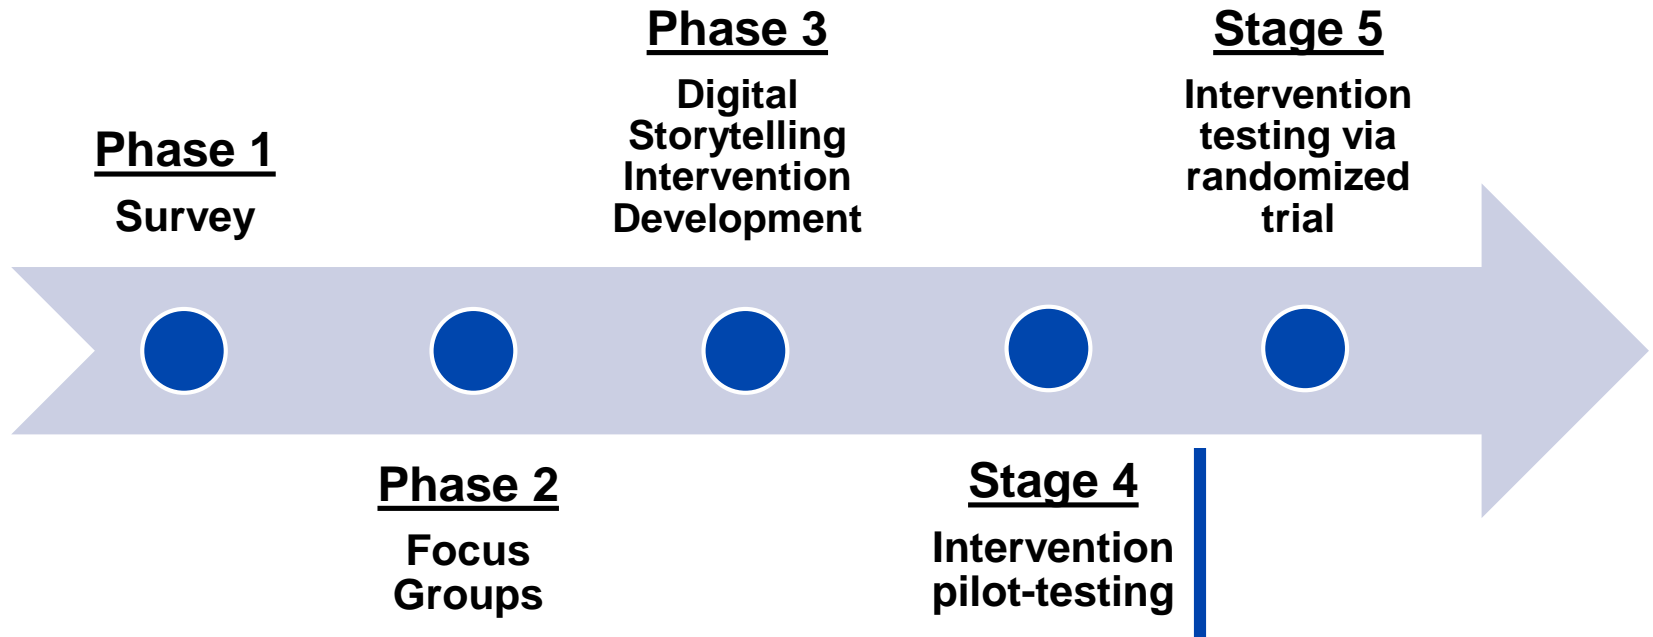 Phase 1
Survey
Phase 2
Focus
Groups
Phase 3
Digital
Storytelling
Intervention
Development
Stage 4
Intervention
pilot-testing
Stage 5
Intervention
testing via
randomized
trial